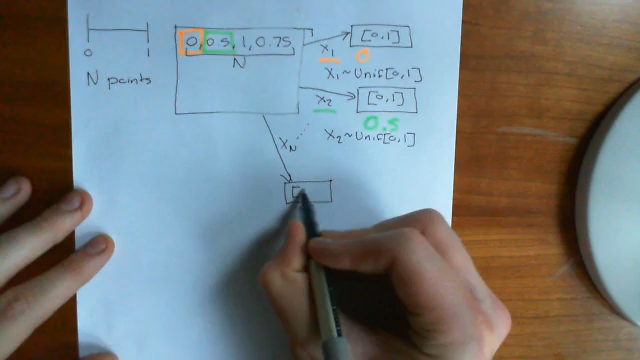 0 1
N points
0, 0.5, 1, 0.75
N
X₁
[0,1]
0
X₁~Unif[0,1]
X₂
[0,1]
0.5
X₂~Unif[0,1]
X_N
[